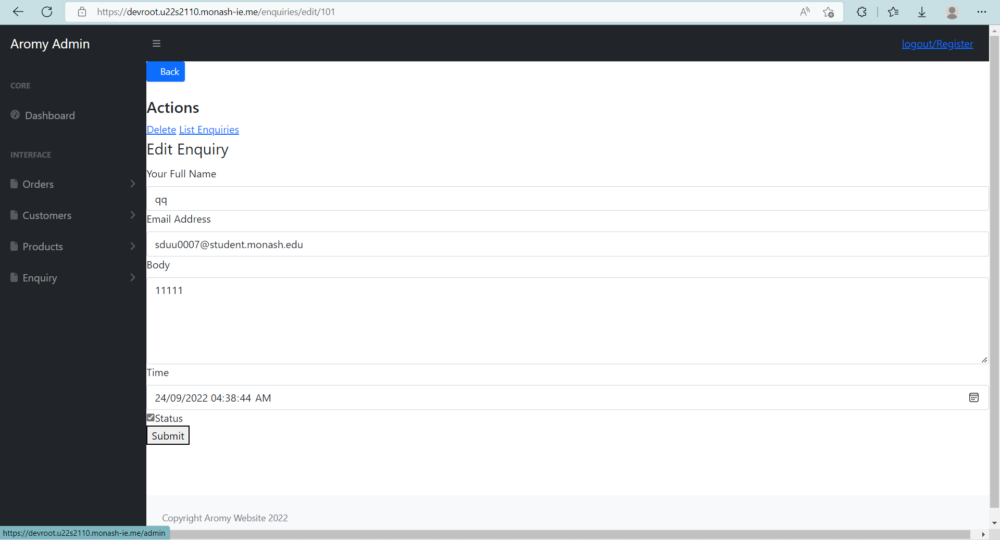 https://devroot.u22s2110.monash-ie.me/enquiries/edit/101
Aromy Admin
logout/Register
CORE
Dashboard
INTERFACE
Orders
Customers
Products
Enquiry
Back
Actions
Delete List Enquiries
Edit Enquiry
Your Full Name
qq
Email Address
sduu0007@student.monash.edu
Body
11111
Time
24/09/2022 04:38:44 AM
Status
Submit
Copyright Aromy Website 2022
https://devroot.u22s2110.monash-ie.me/admin